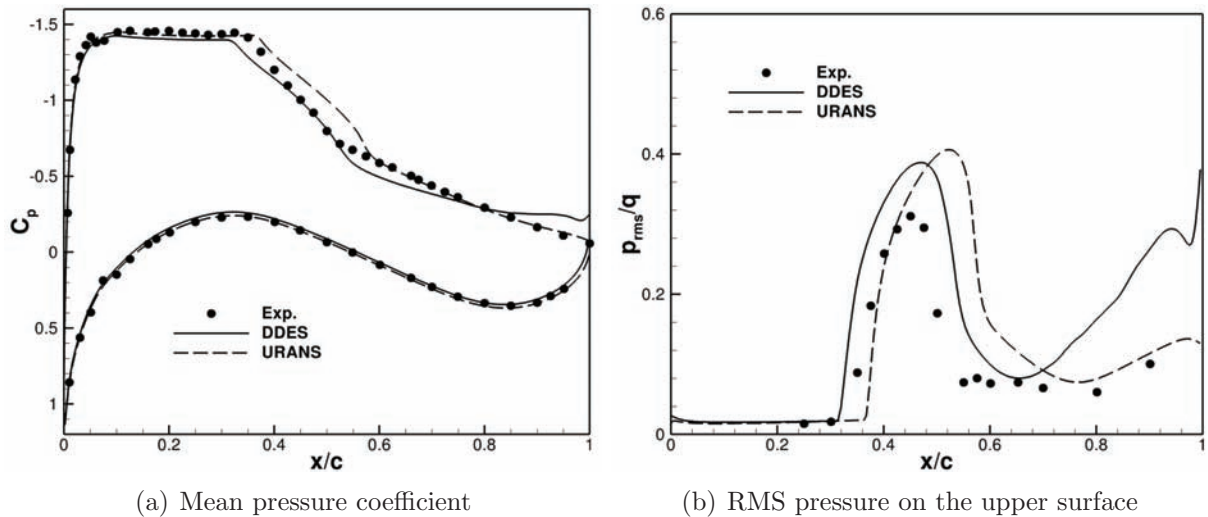 -1.5
-1
-0.5
0
0.5
1
C_p
0
0.2
0.4
0.6
0.8
1
x/c
Exp.
DDES
URANS
(a) Mean pressure coefficient
0.6
0.4
0.2
0
p_rms/q
0
0.2
0.4
0.6
0.8
1
x/c
Exp.
DDES
URANS
(b) RMS pressure on the upper surface